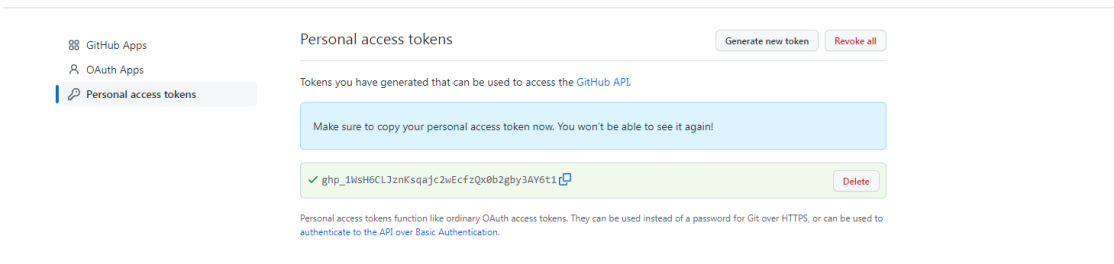 GitHub Apps
OAuth Apps
Personal access tokens
Personal access tokens
Generate new token
Revoke all
Tokens you have generated that can be used to access the GitHub API.
Make sure to copy your personal access token now. You won't be able to see it again!
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
Delete
Personal access tokens function like ordinary OAuth access tokens. They can be used instead of a password for Git over HTTPS, or can be used to
authenticate to the API over Basic Authentication.